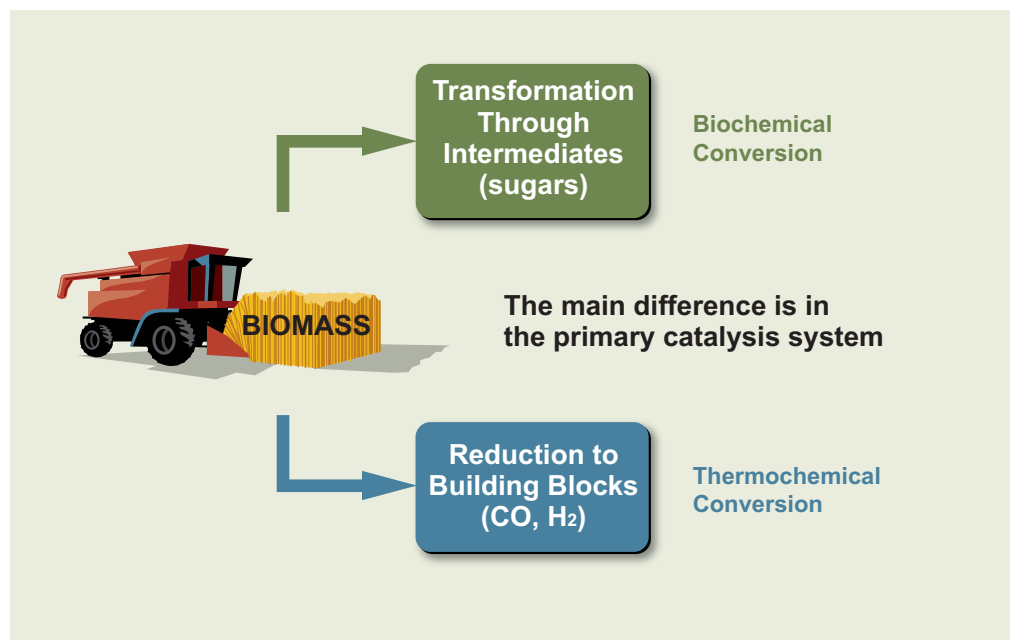 Transformation
Through
Intermediates
(sugars)
Biochemical
Conversion
BIOMASS
The main difference is in
the primary catalysis system
Reduction to
Building Blocks
(CO, H₂)
Thermochemical
Conversion